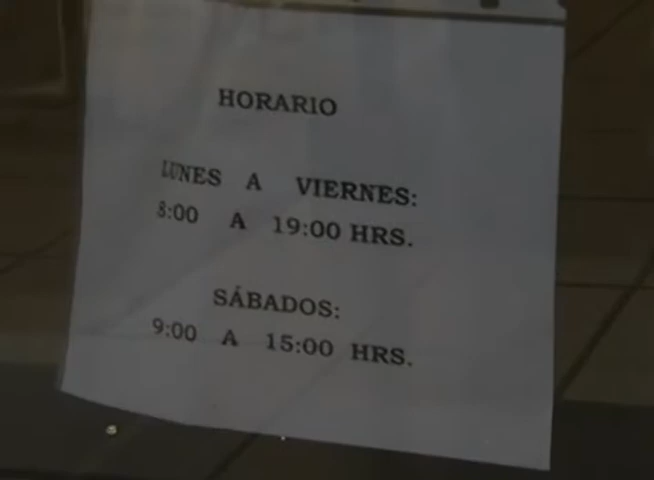 HORARIO
LUNES A VIERNES:
8:00 A 19:00 HRS.
SÁBADOS:
9:00 A 15:00 HRS.